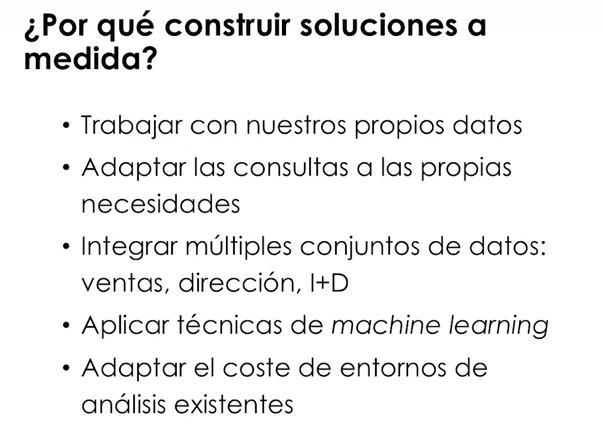 ¿Por qué construir soluciones a
medida?
• Trabajar con nuestros propios datos
• Adaptar las consultas a las propias
necesidades
• Integrar múltiples conjuntos de datos:
ventas, dirección, I+D
• Aplicar técnicas de machine learning
• Adaptar el coste de entornos de
análisis existentes